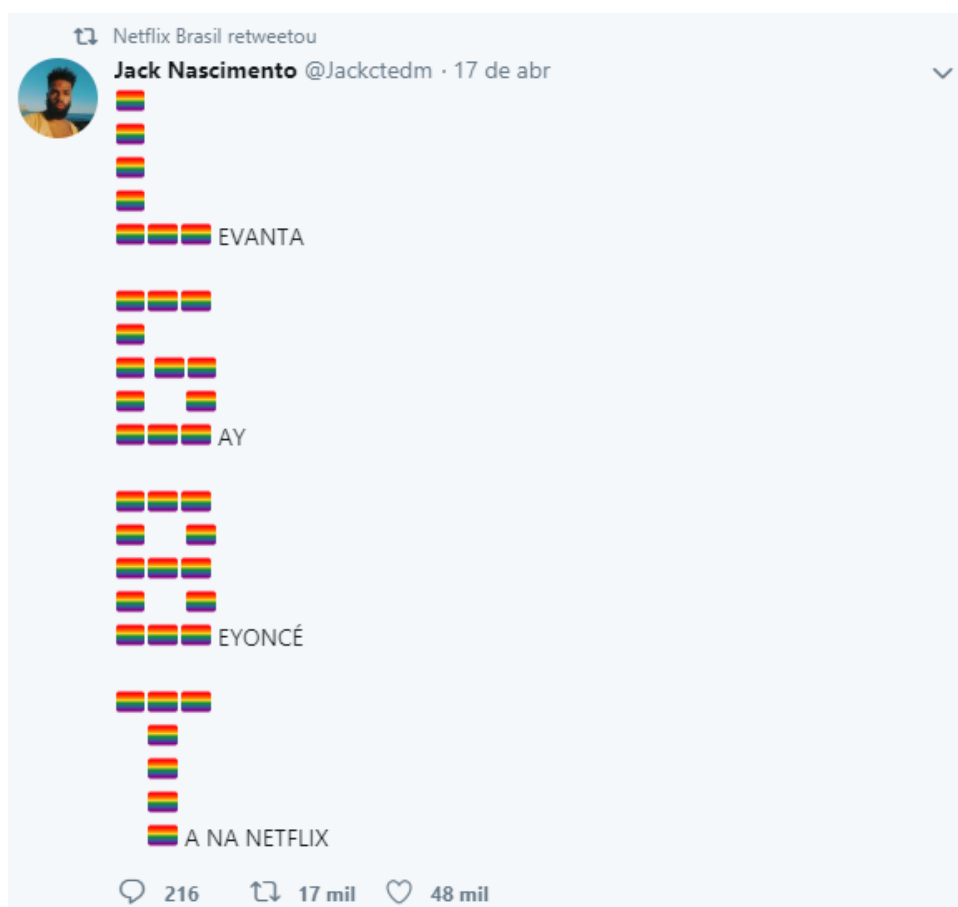 Netflix Brasil retweetou
Jack Nascimento @Jackctedm · 17 de abr
🏳️‍🌈
🏳️‍🌈
🏳️‍🌈
🏳️‍🌈
🏳️‍🌈🏳️‍🌈🏳️‍🌈 EVANTA
🏳️‍🌈🏳️‍🌈🏳️‍🌈
🏳️‍🌈
🏳️‍🌈 🏳️‍🌈🏳️‍🌈
🏳️‍🌈    🏳️‍🌈
🏳️‍🌈🏳️‍🌈🏳️‍🌈 AY
🏳️‍🌈🏳️‍🌈🏳️‍🌈
🏳️‍🌈    🏳️‍🌈
🏳️‍🌈🏳️‍🌈🏳️‍🌈
🏳️‍🌈    🏳️‍🌈
🏳️‍🌈🏳️‍🌈🏳️‍🌈 EYONCÉ
🏳️‍🌈🏳️‍🌈🏳️‍🌈
    🏳️‍🌈
    🏳️‍🌈
    🏳️‍🌈
    🏳️‍🌈 A NA NETFLIX
216 17 mil 48 mil